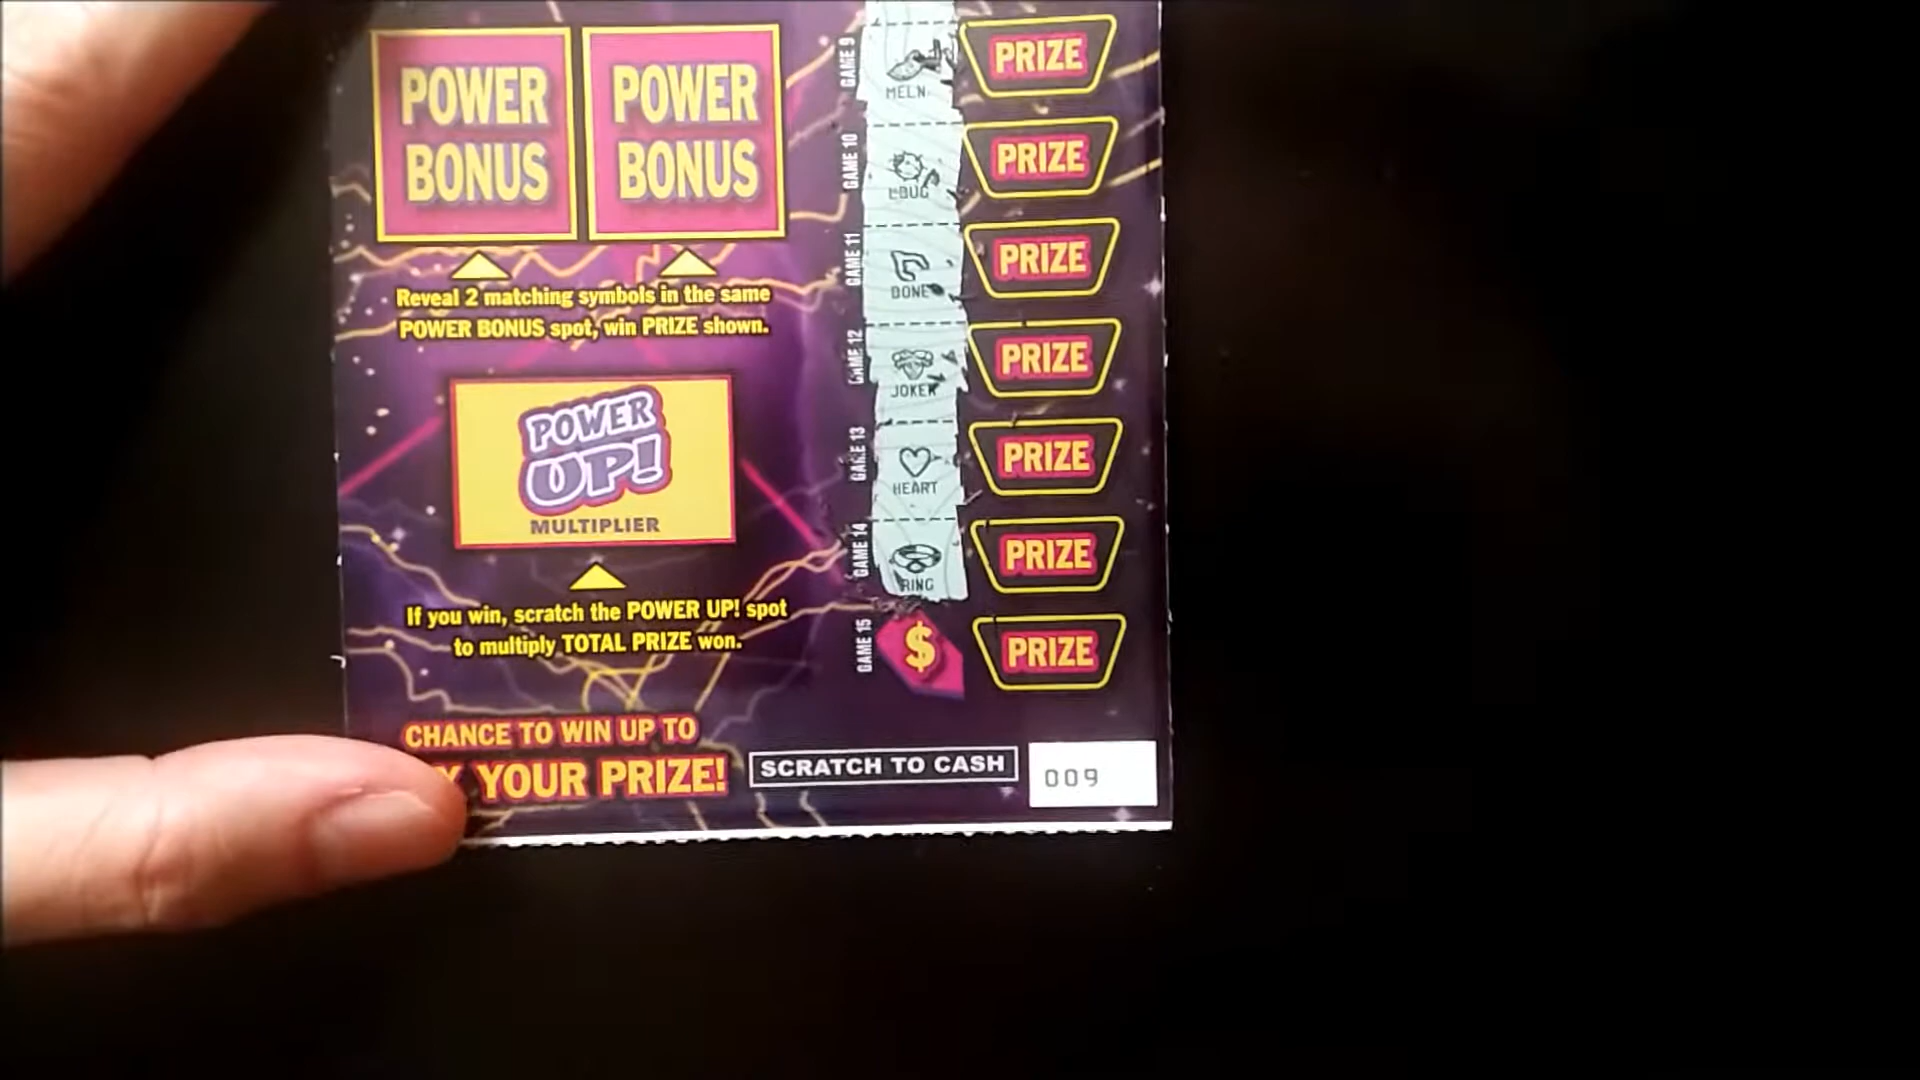 POWER
BONUS
POWER
BONUS
Reveal 2 matching symbols in the same
POWER BONUS spot, win PRIZE shown.
POWER
UP!
MULTIPLIER
If you win, scratch the POWER UP! spot
to multiply TOTAL PRIZE won.
CHANCE TO WIN UP TO
YOUR PRIZE!
SCRATCH TO CASH
009
GAME 9
MELN
PRIZE
GAME 10
LBUG
PRIZE
GAME 11
BONE
PRIZE
GAME 12
JOKER
PRIZE
GAME 13
HEART
PRIZE
GAME 14
RING
PRIZE
GAME 15
$
PRIZE